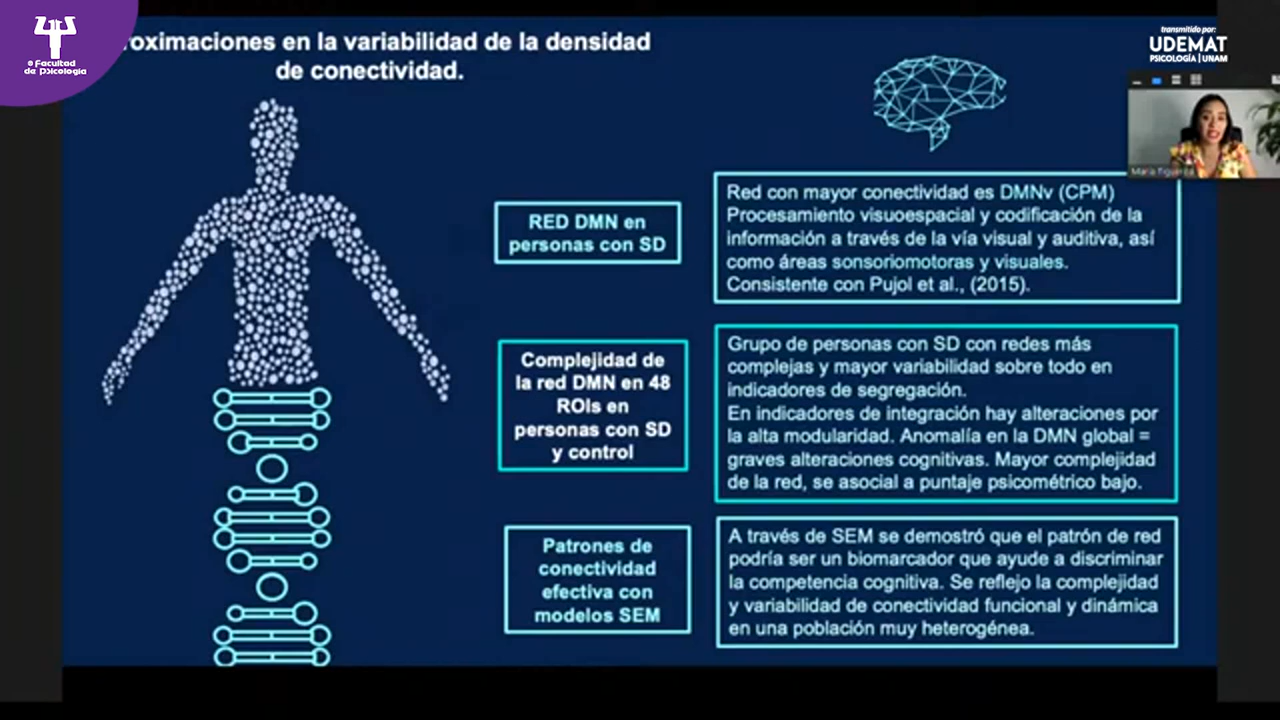 roximaciones en la variabilidad de la densidad
de conectividad.
Facultad
de Psicología
transmitido por:
UDEMAT
PSICOLOGÍA | UNAM
María Figueroa
RED DMN en
personas con SD
Red con mayor conectividad es DMNv (CPM)
Procesamiento visuoespacial y codificación de la
información a través de la vía visual y auditiva, así
como áreas sonsoriomotoras y visuales.
Consistente con Pujol et al., (2015).
Complejidad de
la red DMN en 48
ROIs en
personas con SD
y control
Grupo de personas con SD con redes más
complejas y mayor variabilidad sobre todo en
indicadores de segregación.
En indicadores de integración hay alteraciones por
la alta modularidad. Anomalía en la DMN global =
graves alteraciones cognitivas. Mayor complejidad
de la red, se asocial a puntaje psicométrico bajo.
Patrones de
conectividad
efectiva con
modelos SEM
A través de SEM se demostró que el patrón de red
podría ser un biomarcador que ayude a discriminar
la competencia cognitiva. Se reflejo la complejidad
y variabilidad de conectividad funcional y dinámica
en una población muy heterogénea.